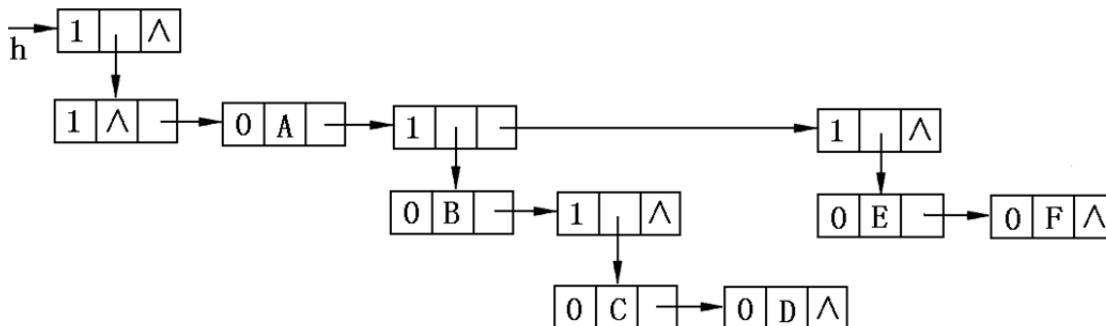 1 ∧
h
1 ∧ 0 A 1 1 ∧
0 B 1 ∧ 0 E 0 F ∧
0 C 0 D ∧